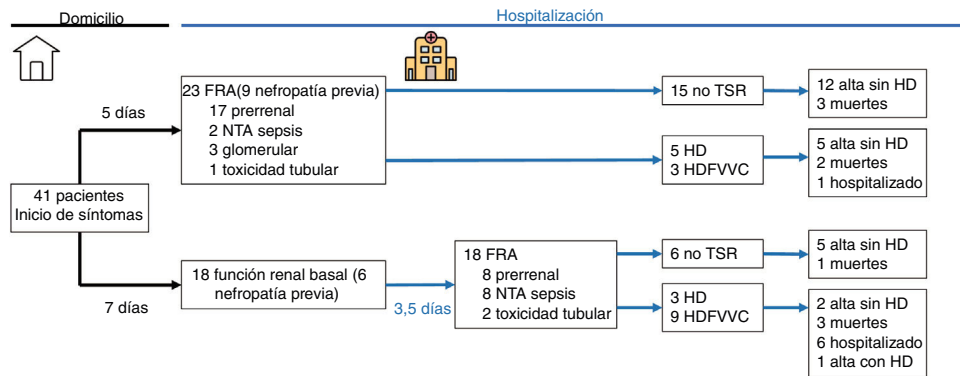 Domicilio
Hospitalización
5 días
23 FRA(9 nefropatía previa)
17 prerrenal
2 NTA sepsis
3 glomerular
1 toxicidad tubular
15 no TSR
12 alta sin HD
3 muertes
5 HD
3 HDFVVC
5 alta sin HD
2 muertes
1 hospitalizado
41 pacientes
Inicio de síntomas
7 días
18 función renal basal (6
nefropatía previa)
3,5 días
18 FRA
8 prerrenal
8 NTA sepsis
2 toxicidad tubular
6 no TSR
5 alta sin HD
1 muertes
3 HD
9 HDFVVC
2 alta sin HD
3 muertes
6 hospitalizado
1 alta con HD